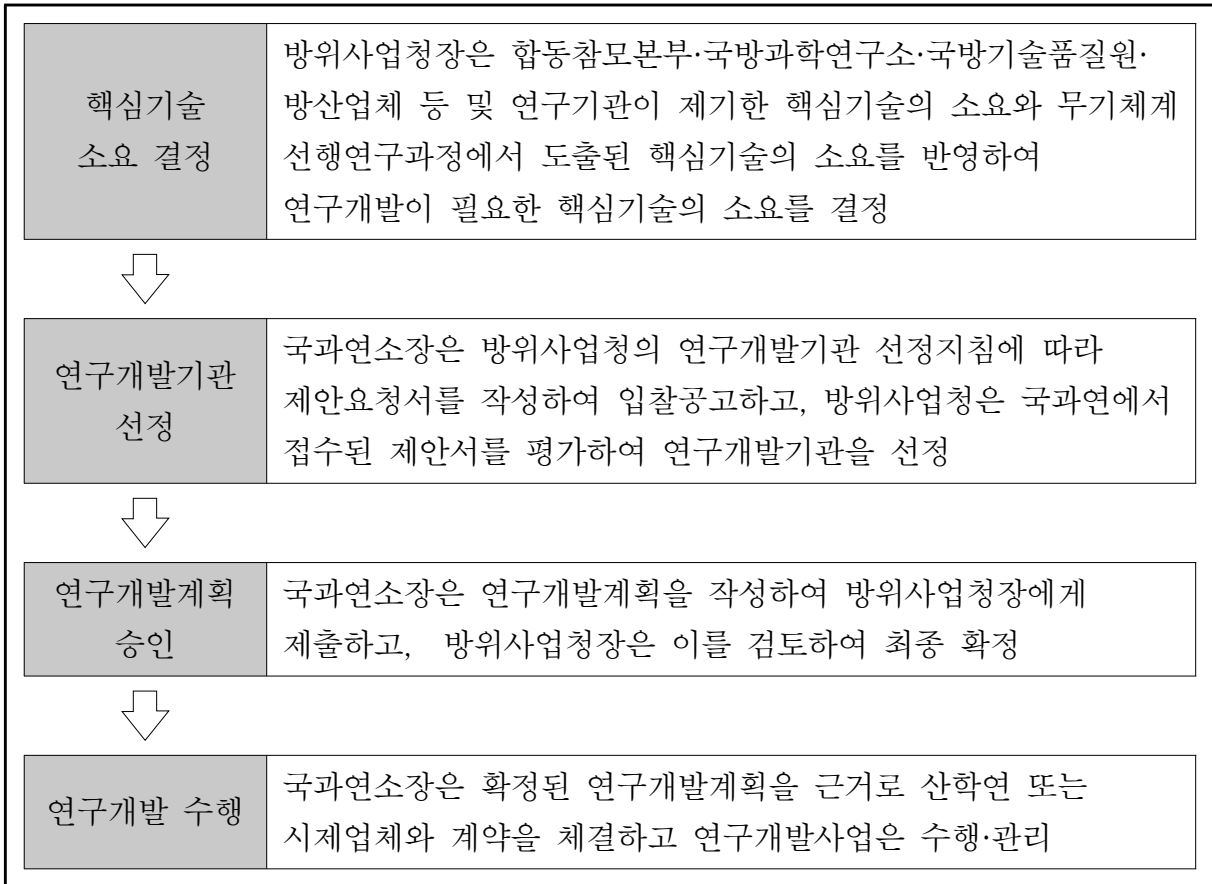 핵심기술
소요 결정
방위사업청장은 합동참모본부·국방과학연구소·국방기술품질원·
방산업체 등 및 연구기관이 제기한 핵심기술의 소요와 무기체계
선행연구과정에서 도출된 핵심기술의 소요를 반영하여
연구개발이 필요한 핵심기술의 소요를 결정
연구개발기관
선정
국과연소장은 방위사업청의 연구개발기관 선정지침에 따라
제안요청서를 작성하여 입찰공고하고, 방위사업청은 국과연에서
접수된 제안서를 평가하여 연구개발기관을 선정
연구개발계획
승인
국과연소장은 연구개발계획을 작성하여 방위사업청장에게
제출하고, 방위사업청장은 이를 검토하여 최종 확정
연구개발 수행
국과연소장은 확정된 연구개발계획을 근거로 산학연 또는
시제업체와 계약을 체결하고 연구개발사업은 수행·관리